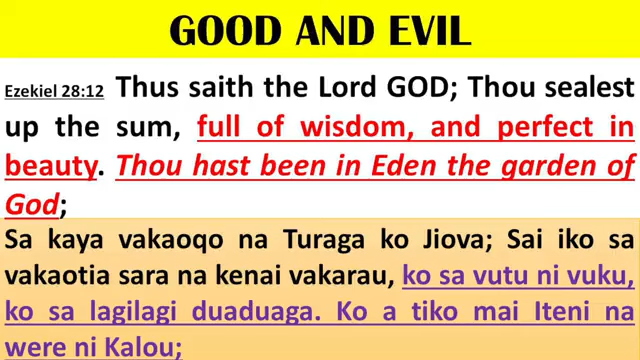 GOOD AND EVIL
Ezekiel 28:12 Thus saith the Lord GOD; Thou sealest
up the sum, full of wisdom, and perfect in
beauty. Thou hast been in Eden the garden of
God;
Sa kaya vakaoqo na Turaga ko Jiova; Sai iko sa
vakaotia sara na kenai vakarau, ko sa vutu ni vuku,
ko sa lagilagi duaduaga. Ko a tiko mai Iteni na
were ni Kalou;